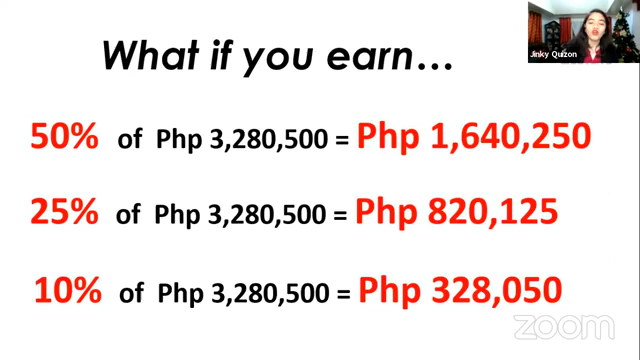 What if you earn…
Jinky Quizon
50% of Php 3,280,500 = Php 1,640,250
25% of Php 3,280,500 = Php 820,125
10% of Php 3,280,500 = Php 328,050
zoom